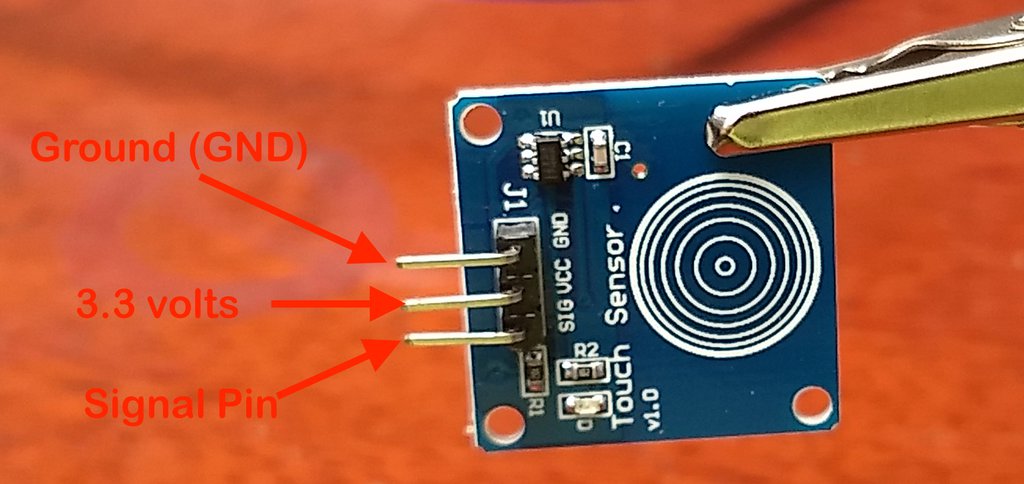 Ground (GND)
3.3 volts
Signal Pin
U1
C1
J1
SIG VCC GND
Touch Sensor
v1.0
R2
R1
D